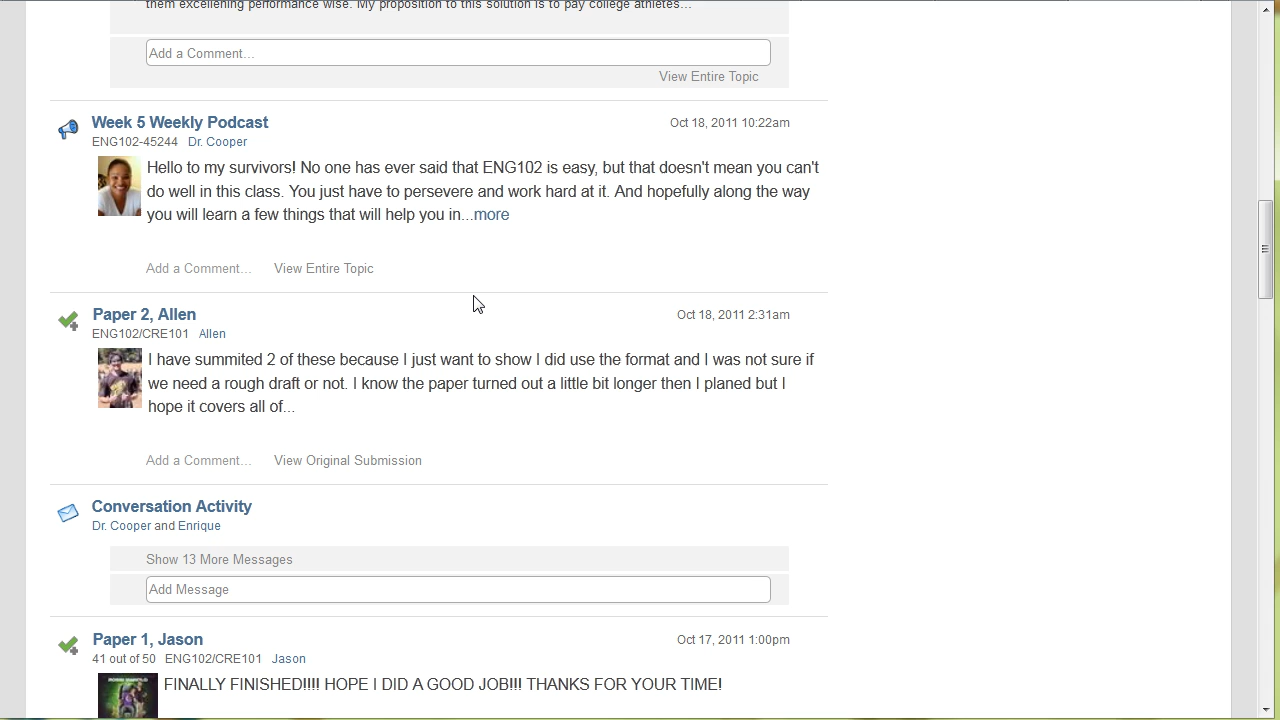 them excellening performance wise. My proposition to this solution is to pay college athletes...
Add a Comment...
View Entire Topic
Week 5 Weekly Podcast
Oct 18, 2011 10:22am
ENG102-45244 Dr. Cooper
Hello to my survivors! No one has ever said that ENG102 is easy, but that doesn't mean you can't
do well in this class. You just have to persevere and work hard at it. And hopefully along the way
you will learn a few things that will help you in...more
Add a Comment... View Entire Topic
Paper 2, Allen
Oct 18, 2011 2:31am
ENG102/CRE101 Allen
I have summited 2 of these because I just want to show I did use the format and I was not sure if
we need a rough draft or not. I know the paper turned out a little bit longer then I planed but I
hope it covers all of...
Add a Comment... View Original Submission
Conversation Activity
Dr. Cooper and Enrique
Show 13 More Messages
Add Message
Paper 1, Jason
Oct 17, 2011 1:00pm
41 out of 50 ENG102/CRE101 Jason
FINALLY FINISHED!!!! HOPE I DID A GOOD JOB!!! THANKS FOR YOUR TIME!